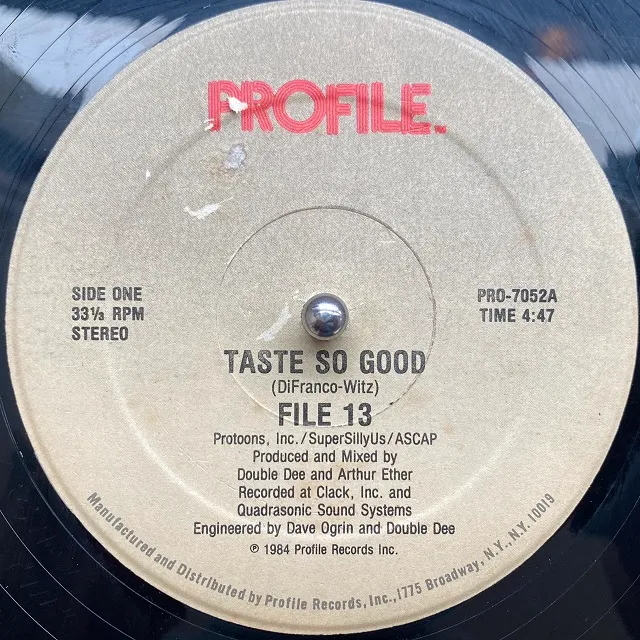 PROFILE™
SIDE ONE
33⅓ RPM
STEREO
PRO-7052A
TIME 4:47
TASTE SO GOOD
(DiFranco-Witz)
FILE 13
Protoons, Inc./SuperSillyUs/ASCAP
Produced and Mixed by
Double Dee and Arthur Ether
Recorded at Clack, Inc. and
Quadrasonic Sound Systems
Engineered by Dave Ogrin and Double Dee
℗ 1984 Profile Records Inc.
Manufactured and Distributed by Profile Records, Inc., 1775 Broadway, N.Y., N.Y. 10019